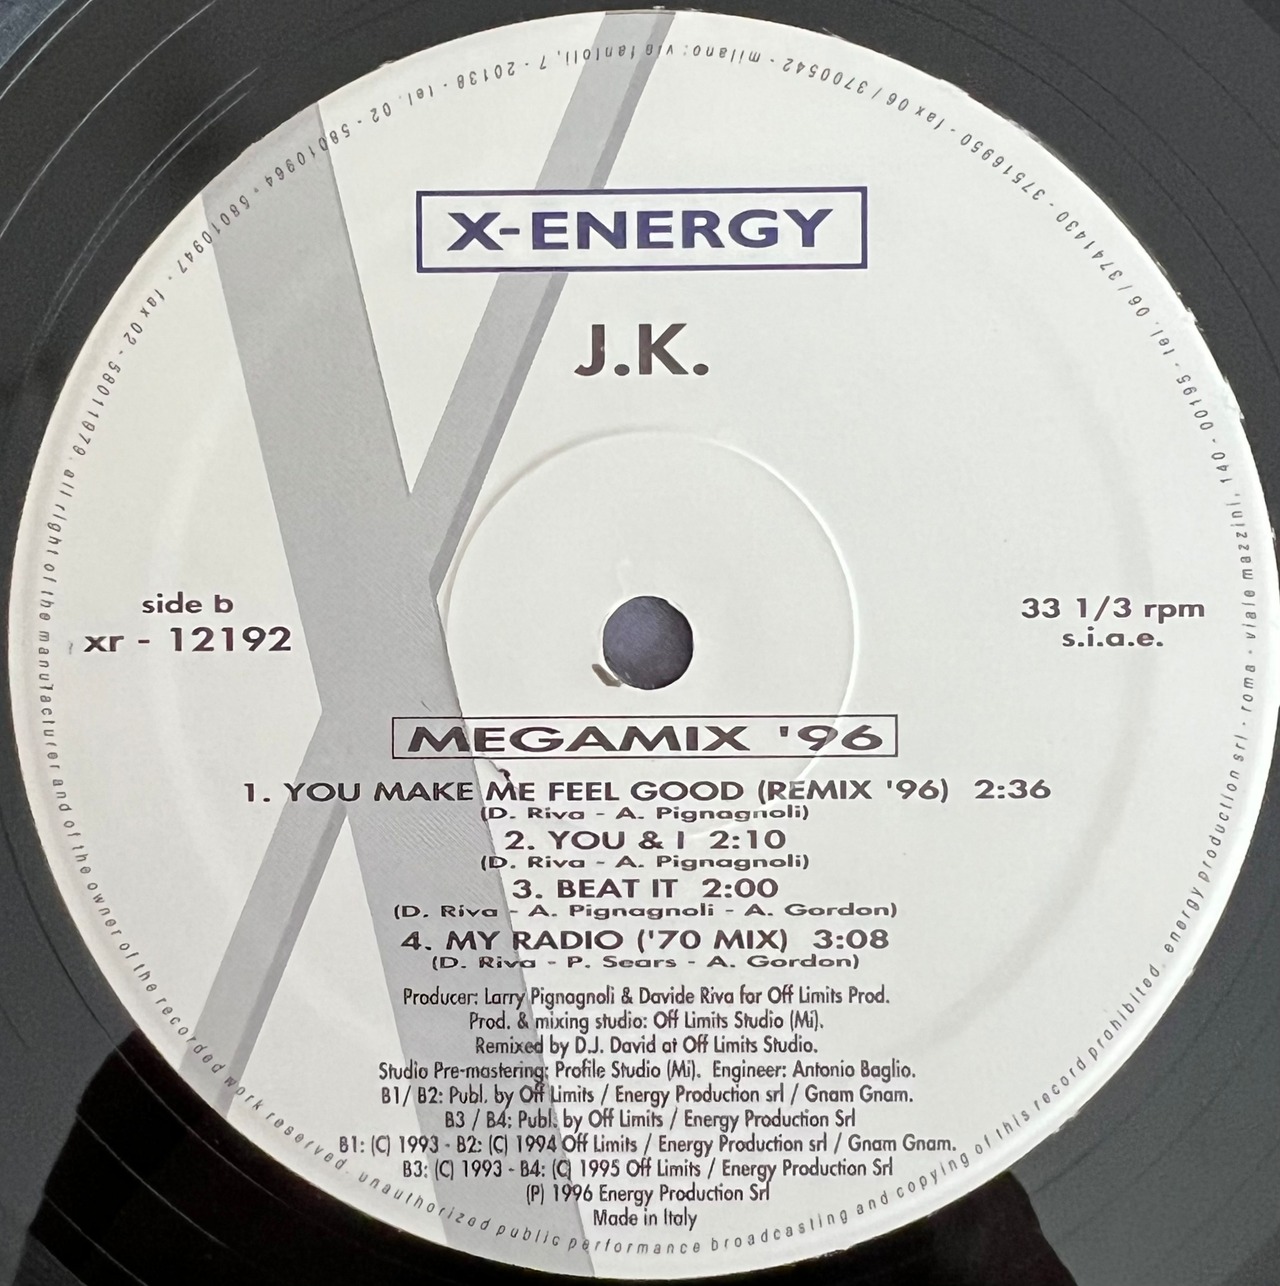 X-ENERGY
J.K.
side b
xr - 12192
33 1/3 rpm
s.i.a.e.
MEGAMIX '96
1. YOU MAKE ME FEEL GOOD (REMIX '96) 2:36
(D. Riva - A. Pignagnoli)
2. YOU & I 2:10
(D. Riva - A. Pignagnoli)
3. BEAT IT 2:00
(D. Riva - A. Pignagnoli - A. Gordon)
4. MY RADIO ('70 MIX) 3:08
(D. Riva - P. Sears - A. Gordon)
Producer: Larry Pignagnoli & Davide Riva for Off Limits Prod.
Prod. & mixing studio: Off Limits Studio (Mi).
Remixed by D.J. David at Off Limits Studio.
Studio Pre-mastering: Profile Studio (Mi). Engineer: Antonio Baglio.
B1/ B2: Publ. by Off Limits / Energy Production srl / Gnam Gnam.
B3 / B4: Publ. by Off Limits / Energy Production Srl
B1: (C) 1993 - B2: (C) 1994 Off Limits / Energy Production srl / Gnam Gnam.
B3: (C) 1993 - B4: (C) 1995 Off Limits / Energy Production Srl
(P) 1996 Energy Production Srl
Made in Italy
all right of the manufacturer and of the owner of the recorded work reserved. unauthorized public performance broadcasting and copying of this record prohibited. energy production srl - roma - viale mazzini, 140 - 00195 - tel. 06 / 3741430 - 37516950 - fax 06 / 3700542 - milano: via fantoli, 7 - 20138 - tel. 02 - 58010964 - 58010947 - fax 02 - 58011979.